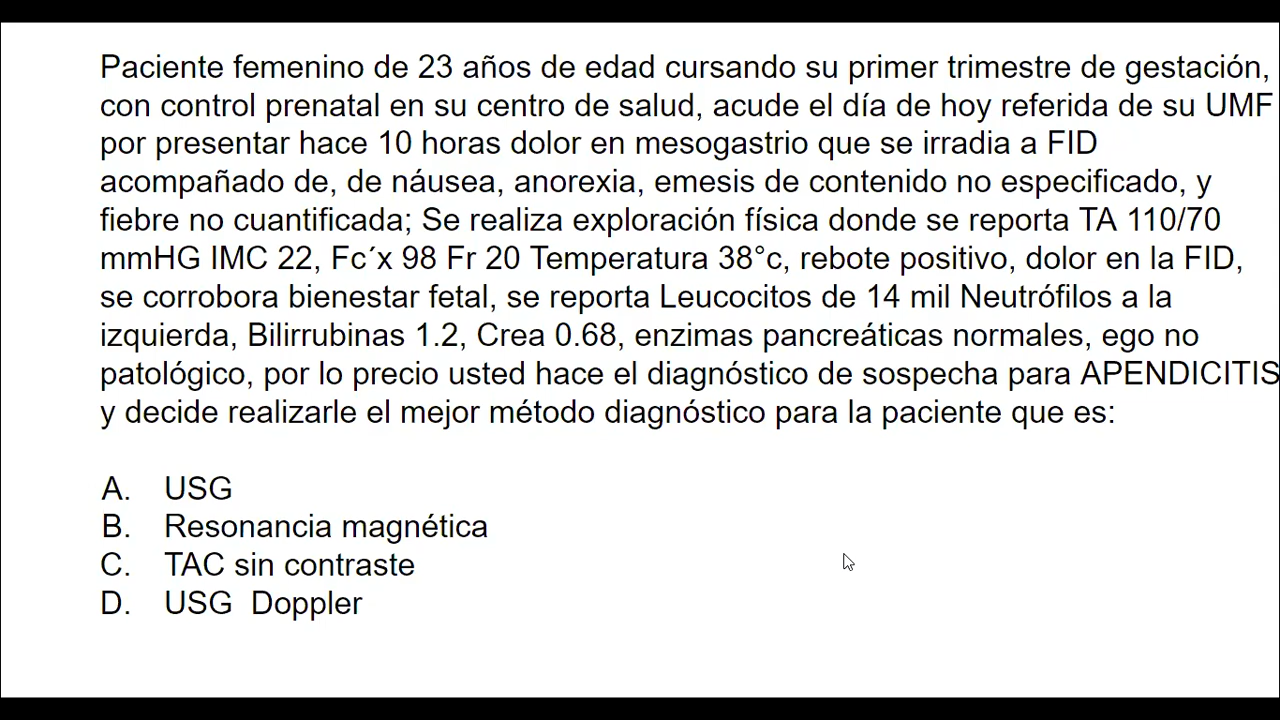 Paciente femenino de 23 años de edad cursando su primer trimestre de gestación,
con control prenatal en su centro de salud, acude el día de hoy referida de su UMF
por presentar hace 10 horas dolor en mesogastrio que se irradia a FID
acompañado de, de náusea, anorexia, emesis de contenido no especificado, y
fiebre no cuantificada; Se realiza exploración física donde se reporta TA 110/70
mmHG IMC 22, Fc´x 98 Fr 20 Temperatura 38°c, rebote positivo, dolor en la FID,
se corrobora bienestar fetal, se reporta Leucocitos de 14 mil Neutrófilos a la
izquierda, Bilirrubinas 1.2, Crea 0.68, enzimas pancreáticas normales, ego no
patológico, por lo precio usted hace el diagnóstico de sospecha para APENDICITIS
y decide realizarle el mejor método diagnóstico para la paciente que es:
A. USG
B. Resonancia magnética
C. TAC sin contraste
D. USG Doppler